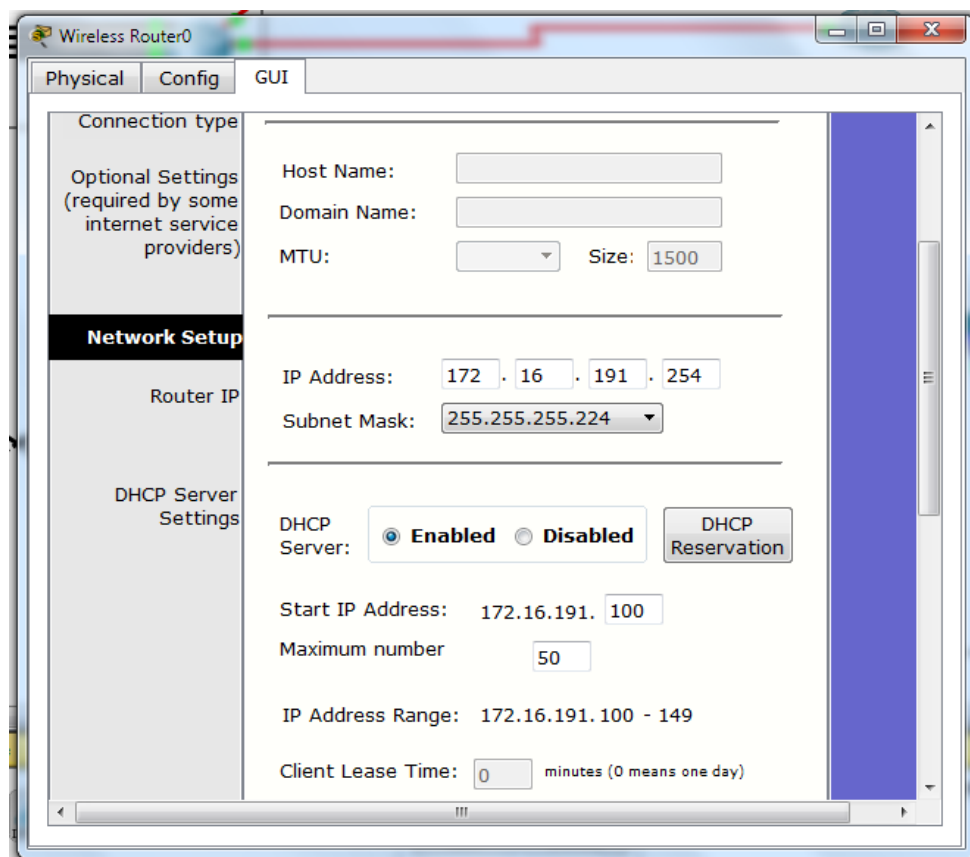 Wireless Router0
Physical Config GUI
Connection type
Optional Settings
(required by some
internet service
providers)
Host Name:
Domain Name:
MTU: Size: 1500
Network Setup
Router IP
IP Address: 172 . 16 . 191 . 254
Subnet Mask: 255.255.255.224
DHCP Server
Settings
DHCP
Server: Enabled Disabled DHCP
Reservation
Start IP Address: 172.16.191. 100
Maximum number 50
IP Address Range: 172.16.191.100 - 149
Client Lease Time: 0 minutes (0 means one day)